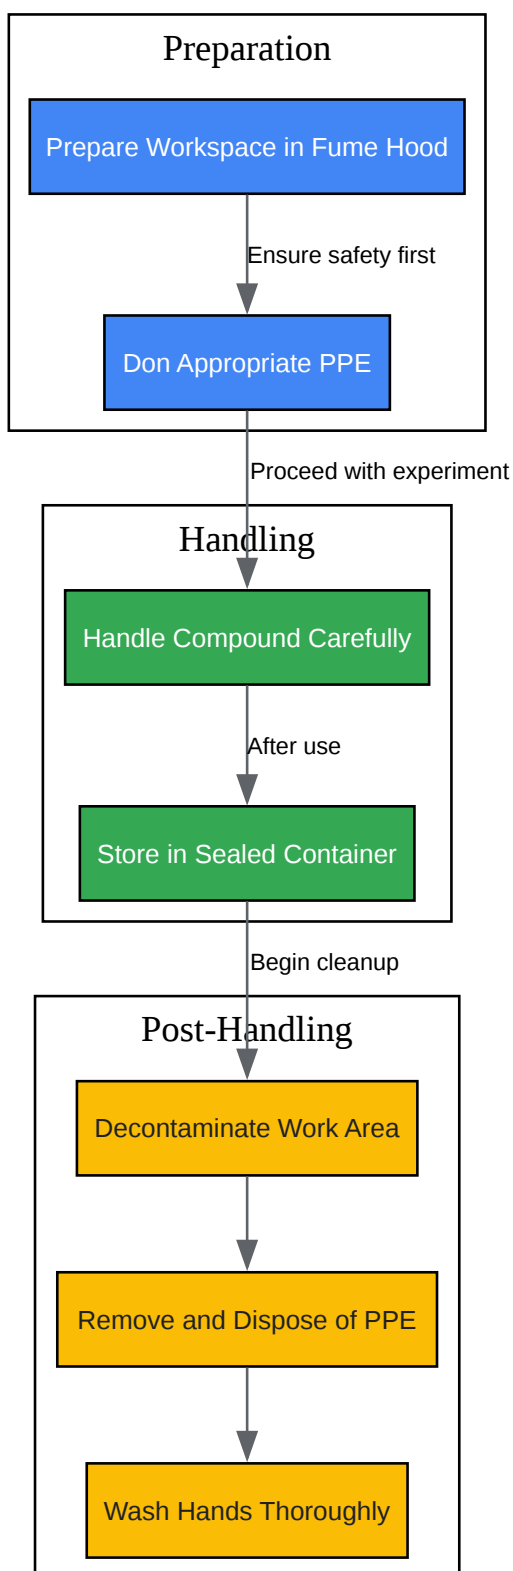 Preparation
Prepare Workspace in Fume Hood
Ensure safety first
Don Appropriate PPE
Proceed with experiment
Handling
Handle Compound Carefully
After use
Store in Sealed Container
Begin cleanup
Post-Handling
Decontaminate Work Area
Remove and Dispose of PPE
Wash Hands Thoroughly